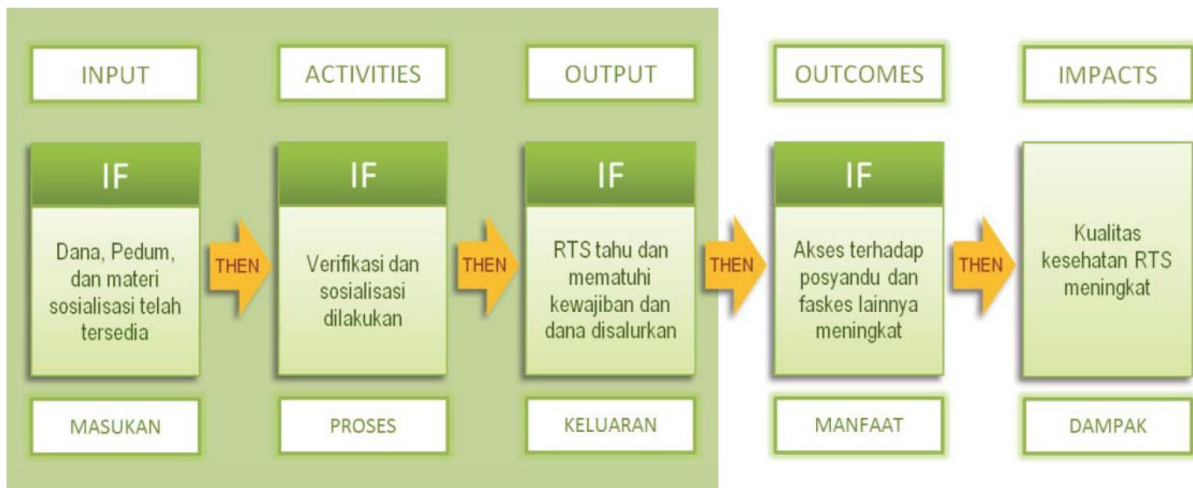 INPUT
ACTIVITIES
OUTPUT
OUTCOMES
IMPACTS
IF
Dana, Pedum,
dan materi
sosialisasi telah
tersedia
THEN
IF
Verifikasi dan
sosialisasi
dilakukan
THEN
IF
RTS tahu dan
mematuhi
kewajiban dan
dana disalurkan
THEN
IF
Akses terhadap
posyandu dan
faskes lainnya
meningkat
THEN
Kualitas
kesehatan RTS
meningkat
MASUKAN
PROSES
KELUARAN
MANFAAT
DAMPAK